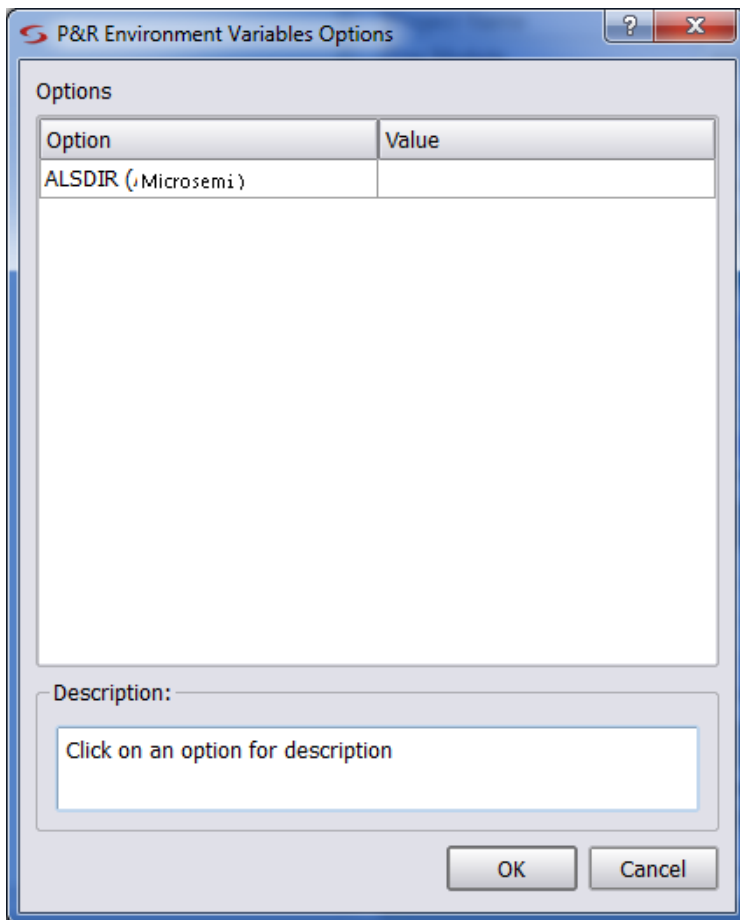 P&R Environment Variables Options
Options
Option Value
ALSDIR (Microsemi)
Description:
Click on an option for description
OK Cancel